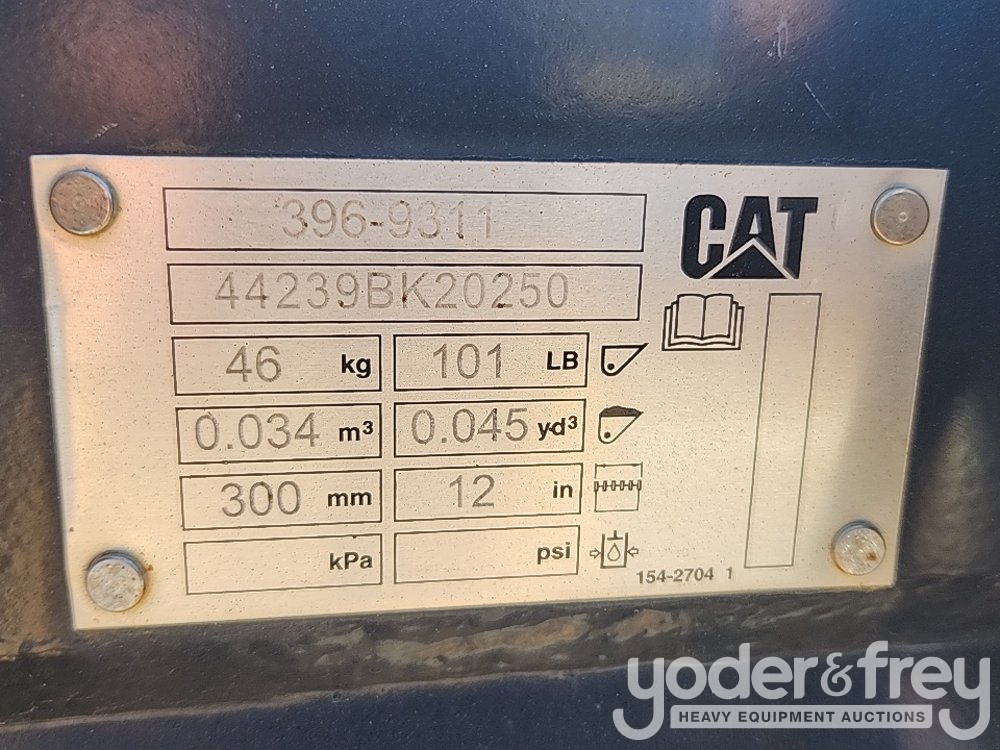 396-9311
CAT
44239BK20250
46 kg 101 LB
0.034 m³ 0.045 yd³
300 mm 12 in
kPa psi
154-2704 1
yoder&frey
HEAVY EQUIPMENT AUCTIONS